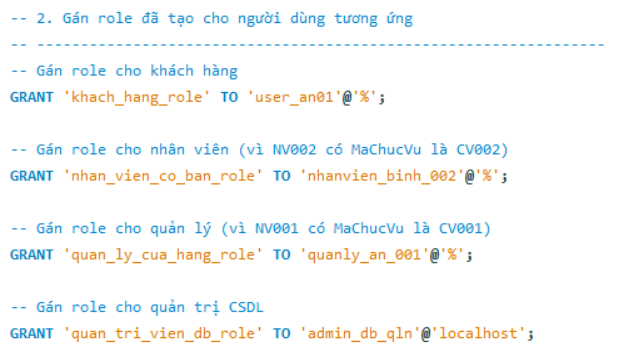 -- 2. Gán role đã tạo cho người dùng tương ứng
-- ----------------------------------------------------------------
-- Gán role cho khách hàng
GRANT 'khach_hang_role' TO 'user_an01'@'%';
-- Gán role cho nhân viên (vì NV002 có MaChucVu là CV002)
GRANT 'nhan_vien_co_ban_role' TO 'nhanvien_binh_002'@'%';
-- Gán role cho quản lý (vì NV001 có MaChucVu là CV001)
GRANT 'quan_ly_cua_hang_role' TO 'quanly_an_001'@'%';
-- Gán role cho quản trị CSDL
GRANT 'quan_tri_vien_db_role' TO 'admin_db_qln'@'localhost';